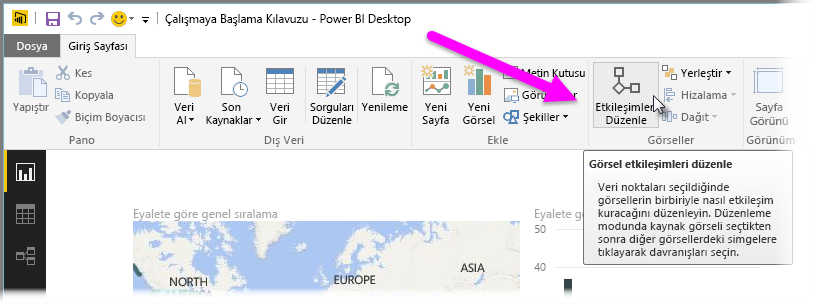 Çalışmaya Başlama Kılavuzu - Power BI Desktop
Dosya
Giriş Sayfası
Yapıştır
Kes
Kopyala
Biçim Boyacısı
Pano
Veri
Al
Son
Kaynaklar
Veri
Gir
Sorguları
Düzenle
Yenileme
Dış Veri
Yeni
Sayfa
Yeni
Görsel
Metin Kutusu
Şekiller
Ekle
Düzenle
Yerleştir
Hizalama
Dağıt
Görseller
Sayfa
Görünü
Görünüm
Görsel etkileşimleri düzenle
Veri noktaları seçildiğinde
görsellerin birbiriyle nasıl etkileşim
kuracağını düzenleyin. Düzenleme
modunda kaynak görseli seçtikten
sonra diğer görsellerdeki simgelere
tıklayarak davranışları seçin.
Eyalete göre genel sıralama
Eyalete
50
40
NORTH
EUROPE
ASIA